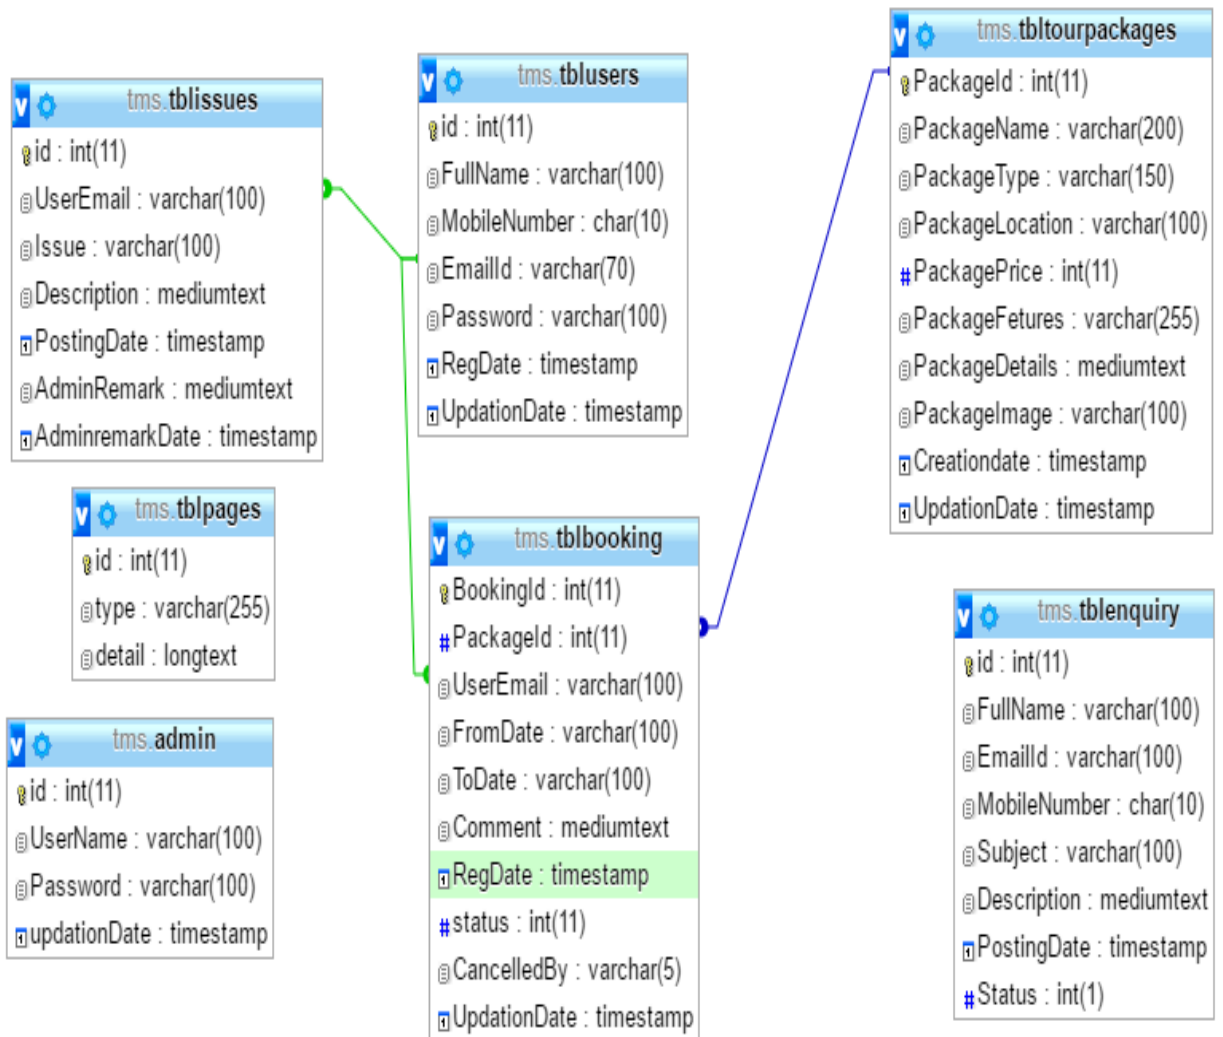 tms.tblissues
id : int(11)
UserEmail : varchar(100)
Issue : varchar(100)
Description : mediumtext
PostingDate : timestamp
AdminRemark : mediumtext
AdminremarkDate : timestamp
tms.tblusers
id : int(11)
FullName : varchar(100)
MobileNumber : char(10)
EmailId : varchar(70)
Password : varchar(100)
RegDate : timestamp
UpdationDate : timestamp
tms.tbltourpackages
PackageId : int(11)
PackageName : varchar(200)
PackageType : varchar(150)
PackageLocation : varchar(100)
# PackagePrice : int(11)
PackageFetures : varchar(255)
PackageDetails : mediumtext
PackageImage : varchar(100)
Creationdate : timestamp
UpdationDate : timestamp
tms.tblpages
id : int(11)
type : varchar(255)
detail : longtext
tms.admin
id : int(11)
UserName : varchar(100)
Password : varchar(100)
updationDate : timestamp
tms.tblbooking
BookingId : int(11)
# PackageId : int(11)
UserEmail : varchar(100)
FromDate : varchar(100)
ToDate : varchar(100)
Comment : mediumtext
RegDate : timestamp
# status : int(11)
CancelledBy : varchar(5)
UpdationDate : timestamp
tms.tblenquiry
id : int(11)
FullName : varchar(100)
EmailId : varchar(100)
MobileNumber : char(10)
Subject : varchar(100)
Description : mediumtext
PostingDate : timestamp
# Status : int(1)